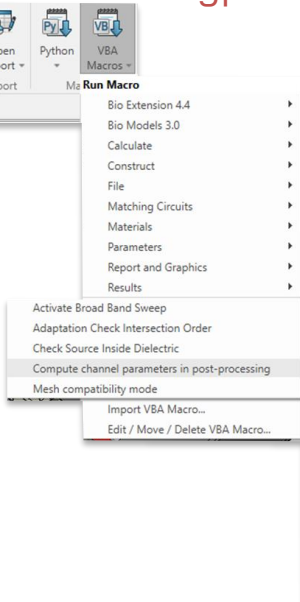 Python
VBA
Macros
Run Macro
Bio Extension 4.4
Bio Models 3.0
Calculate
Construct
File
Matching Circuits
Materials
Parameters
Report and Graphics
Results
Activate Broad Band Sweep
Adaptation Check Intersection Order
Check Source Inside Dielectric
Compute channel parameters in post-processing
Mesh compatibility mode
Import VBA Macro...
Edit / Move / Delete VBA Macro...